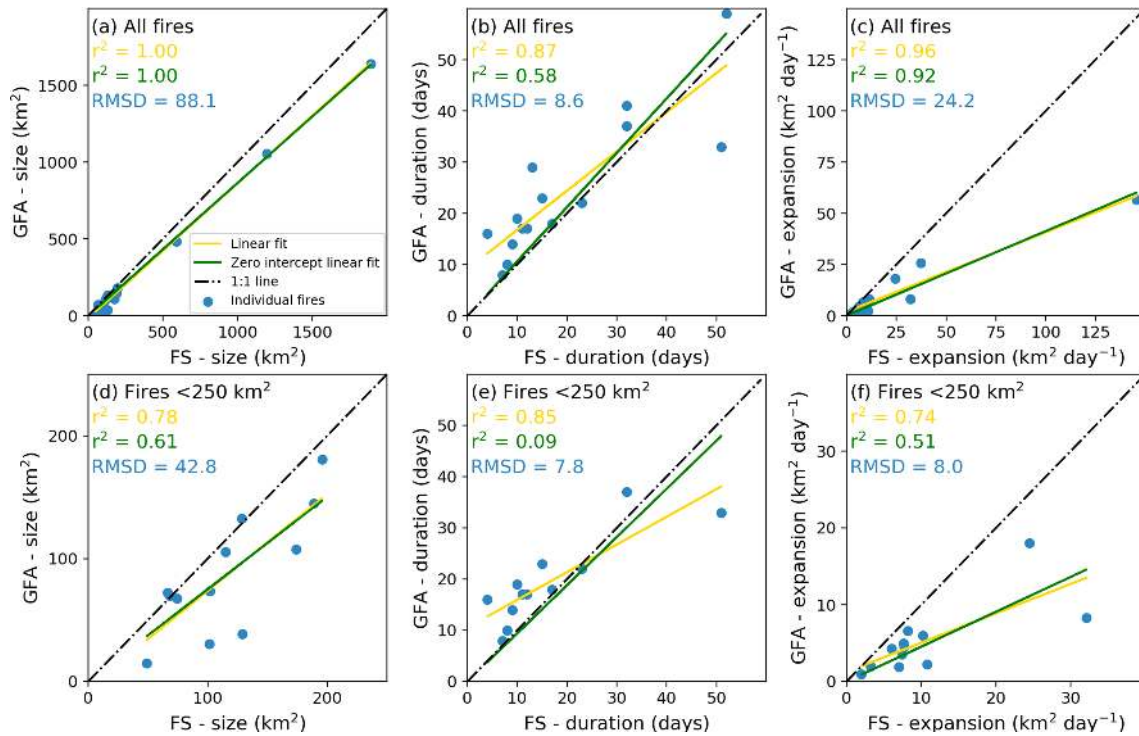 (a) All fires
r² = 1.00
r² = 1.00
RMSD = 88.1
GFA - size (km²)
1500
1000
500
0
Linear fit
Zero intercept linear fit
1:1 line
Individual fires
0 500 1000 1500
FS - size (km²)
(b) All fires
r² = 0.87
r² = 0.58
RMSD = 8.6
GFA - duration (days)
50
40
30
20
10
0
0 10 20 30 40 50
FS - duration (days)
(c) All fires
r² = 0.96
r² = 0.92
RMSD = 24.2
GFA - expansion (km² day⁻¹)
150
125
100
75
50
25
0
0 25 50 75 100 125
FS - expansion (km² day⁻¹)
(d) Fires <250 km²
r² = 0.78
r² = 0.61
RMSD = 42.8
GFA - size (km²)
200
100
0
0 100 200
FS - size (km²)
(e) Fires <250 km²
r² = 0.85
r² = 0.09
RMSD = 7.8
GFA - duration (days)
50
40
30
20
10
0
0 10 20 30 40 50
FS - duration (days)
(f) Fires <250 km²
r² = 0.74
r² = 0.51
RMSD = 8.0
GFA - expansion (km² day⁻¹)
30
20
10
0
0 10 20 30
FS - expansion (km² day⁻¹)